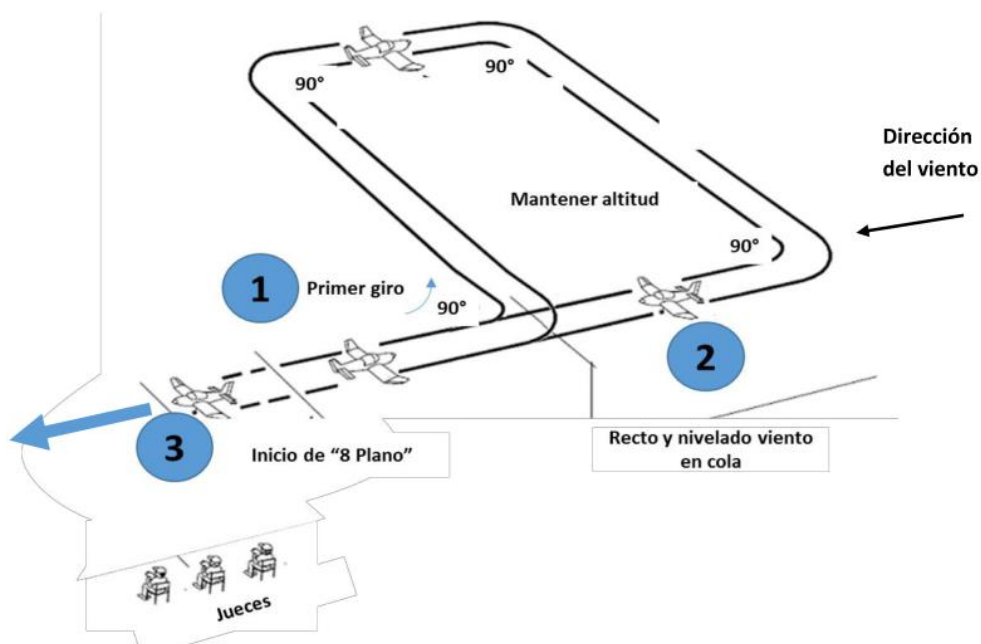 90°
90°
Dirección
del viento
Mantener altitud
90°
1
Primer giro
90°
2
3
Inicio de “8 Plano”
Recto y nivelado viento
en cola
Jueces